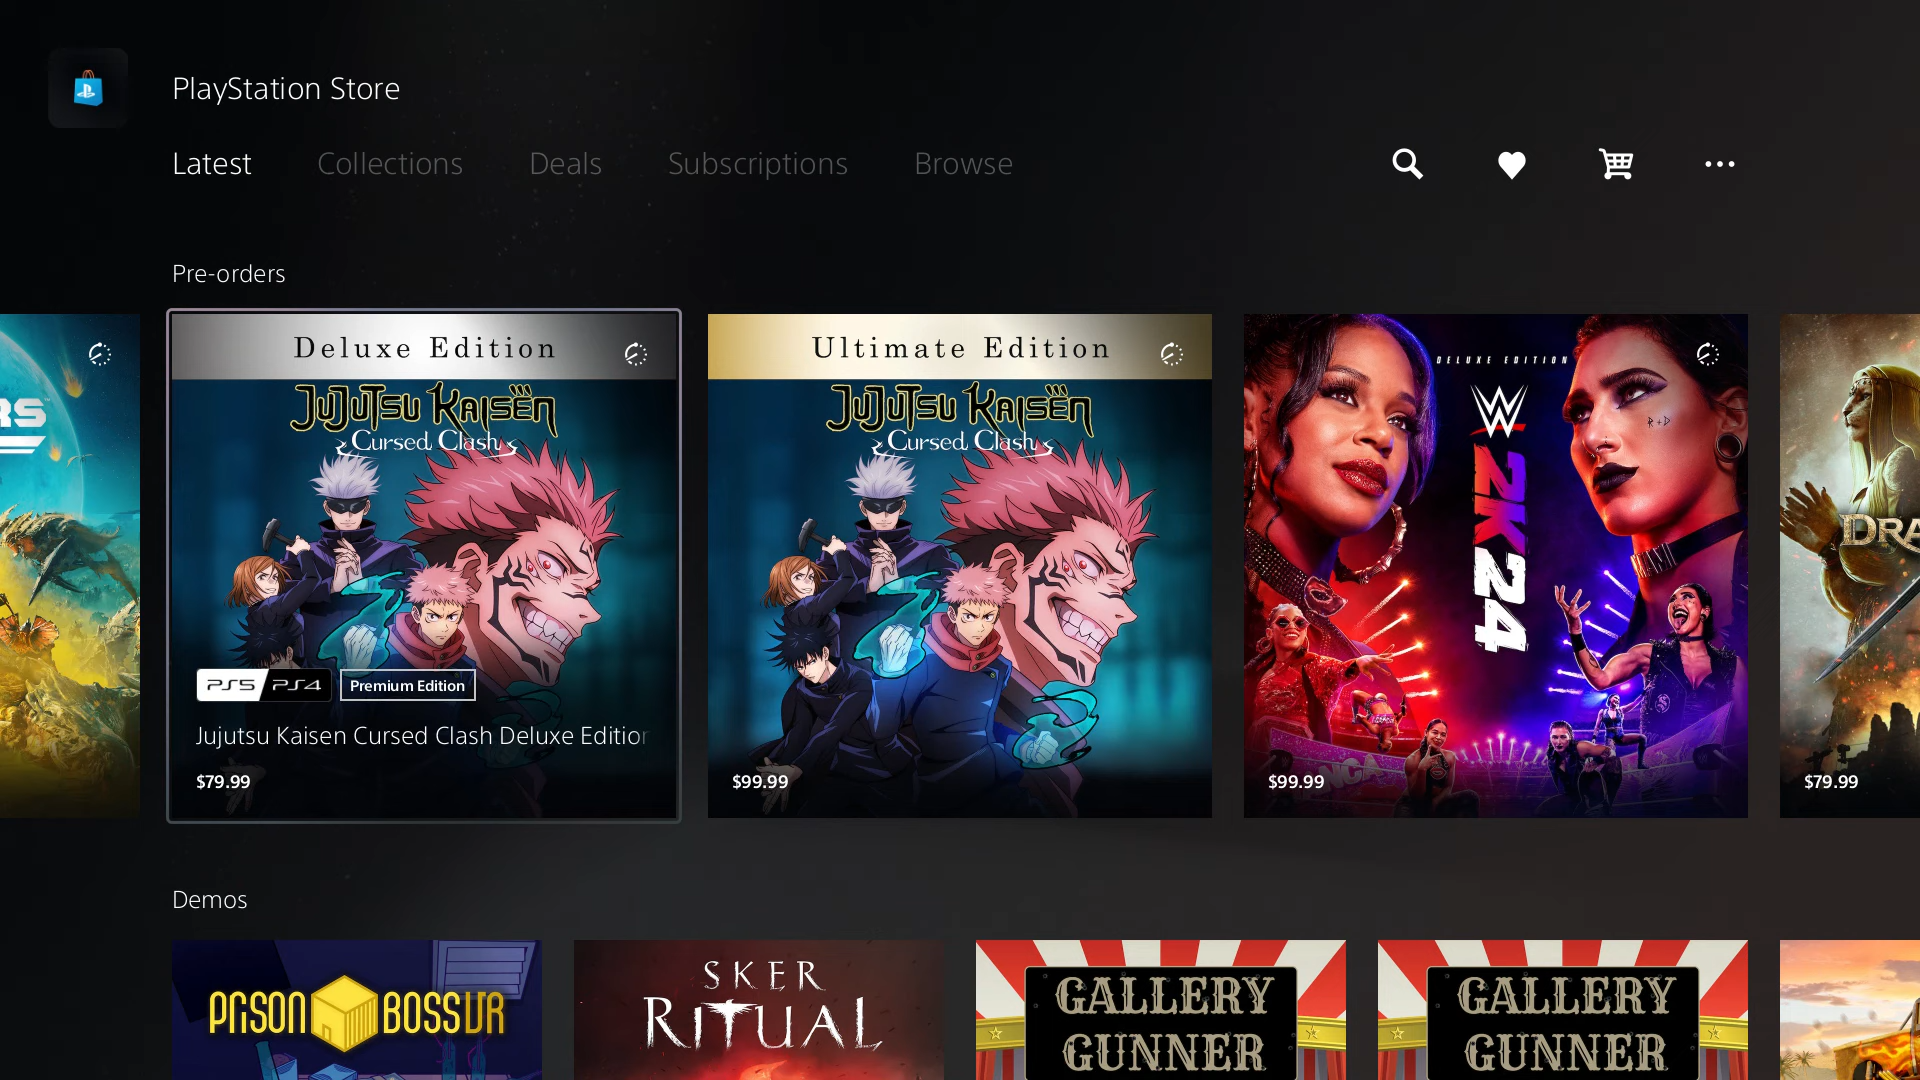 PlayStation Store
Latest
Collections
Deals
Subscriptions
Browse
Pre-orders
RS
Deluxe Edition
JUJUTSU KAISEN
Cursed Clash
PS5 PS4
Premium Edition
Jujutsu Kaisen Cursed Clash Deluxe Edition
$79.99
Ultimate Edition
JUJUTSU KAISEN
Cursed Clash
$99.99
DELUXE EDITION
R+D
W
2K24
$99.99
DRA
$79.99
Demos
PRISON BOSS VR
SKER
RITUAL
GALLERY
GUNNER
GALLERY
GUNNER